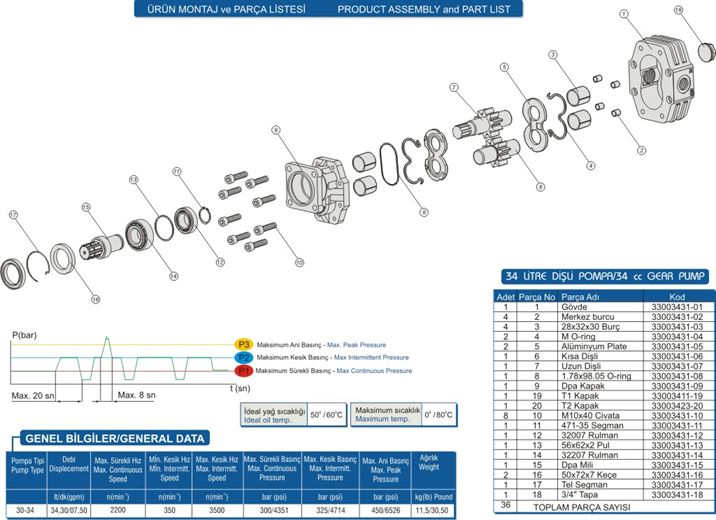 ÜRÜN MONTAJ ve PARÇA LİSTESİ PRODUCT ASSEMBLY and PART LIST
18
1
3
5
7
9
11
13
15
17
2
4
6
8
10
12
14
16
P(bar)
P3 Maksimum Ani Basınç - Max. Peak Pressure
P2 Maksimum Kesik Basınç - Max Intermittent Pressure
P1 Maksimum Sürekli Basınç - Max Continuous Pressure
t (sn)
Max. 20 sn Max. 8 sn
İdeal yağ sıcaklığı 50°/60°C Maksimum sıcaklık 0°/80°C
İdeal oil temp. Maximum temp.
GENEL BİLGİLER/GENERAL DATA
Pompa Tipi Debi Max. Sürekli Hız Mİn. Kesik Hız Max. Kesik Hız Max. Sürekli Basınç Max. Kesik Basınç Max. Ani Basınç Ağırlık
Pump Type Displecement Max. Continuous Speed Mİn. Intermitt. Speed Max. Intermitt. Speed Max. Continuous Pressure Max. Intermitt. Pressure Max. Peak Pressure Weight
lt/dk(gpm) n(min⁻¹) n(min⁻¹) n(min⁻¹) bar (psi) bar (psi) bar (psi) kg(lb) Pound
30-34 34,30/07,50 2200 350 3500 300/4351 325/4714 450/6526 11,5/30,50
34 LİTRE DİŞLİ POMPA/34 cc GEAR PUMP
Adet Parça No Parça Adı Kod
1 1 Gövde 33003431-01
4 2 Merkez burcu 33003431-02
4 3 28x32x30 Burç 33003431-03
2 4 M O-ring 33003431-04
2 5 Alüminyum Plate 33003431-05
1 6 Kısa Dişli 33003431-06
1 7 Uzun Dişli 33003431-07
1 8 1.78x98.05 O-ring 33003431-08
1 9 Dpa Kapak 33003431-09
1 19 T1 Kapak 33003411-19
1 20 T2 Kapak 33003423-20
8 10 M10x40 Civata 33003431-10
1 11 471-35 Segman 33003431-11
1 12 32007 Rulman 33003431-12
1 13 56x62x2 Pul 33003431-13
1 14 32207 Rulman 33003431-14
1 15 Dpa Mili 33003431-15
2 16 50x72x7 Keçe 33003431-16
1 17 Tel Segman 33003431-17
1 18 3/4" Tapa 33003431-18
36 TOPLAM PARÇA SAYISI